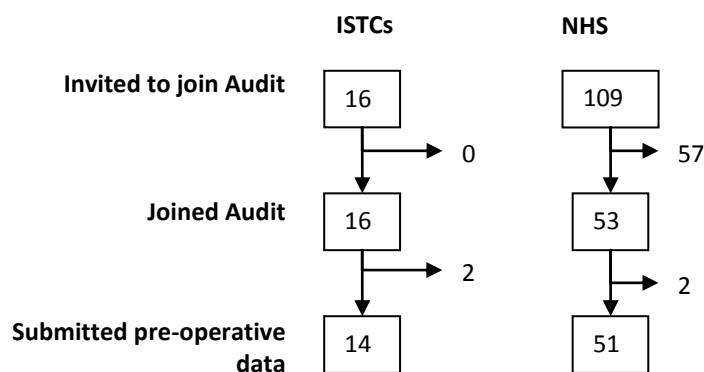 ISTCs NHS
Invited to join Audit 16 109
0 57
Joined Audit 16 53
2 2
Submitted pre-operative
data 14 51